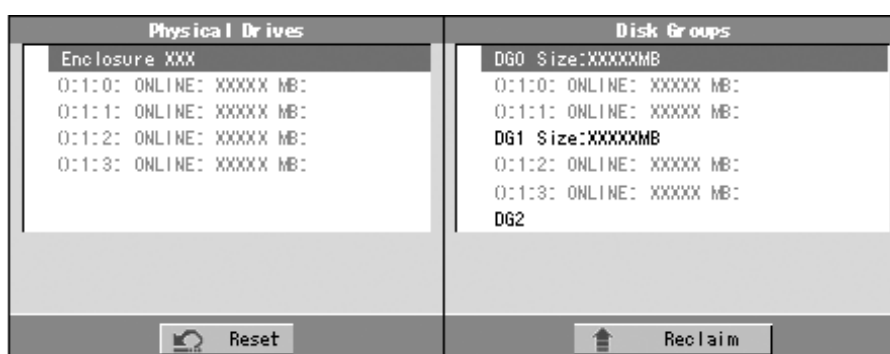 Physical Drives
Enclosure XXX
0:1:0: ONLINE: XXXXX MB:
0:1:1: ONLINE: XXXXX MB:
0:1:2: ONLINE: XXXXX MB:
0:1:3: ONLINE: XXXXX MB:
Reset
Disk Groups
DG0 Size:XXXXXMB
0:1:0: ONLINE: XXXXX MB:
0:1:1: ONLINE: XXXXX MB:
DG1 Size:XXXXXMB
0:1:2: ONLINE: XXXXX MB:
0:1:3: ONLINE: XXXXX MB:
DG2
Reclaim